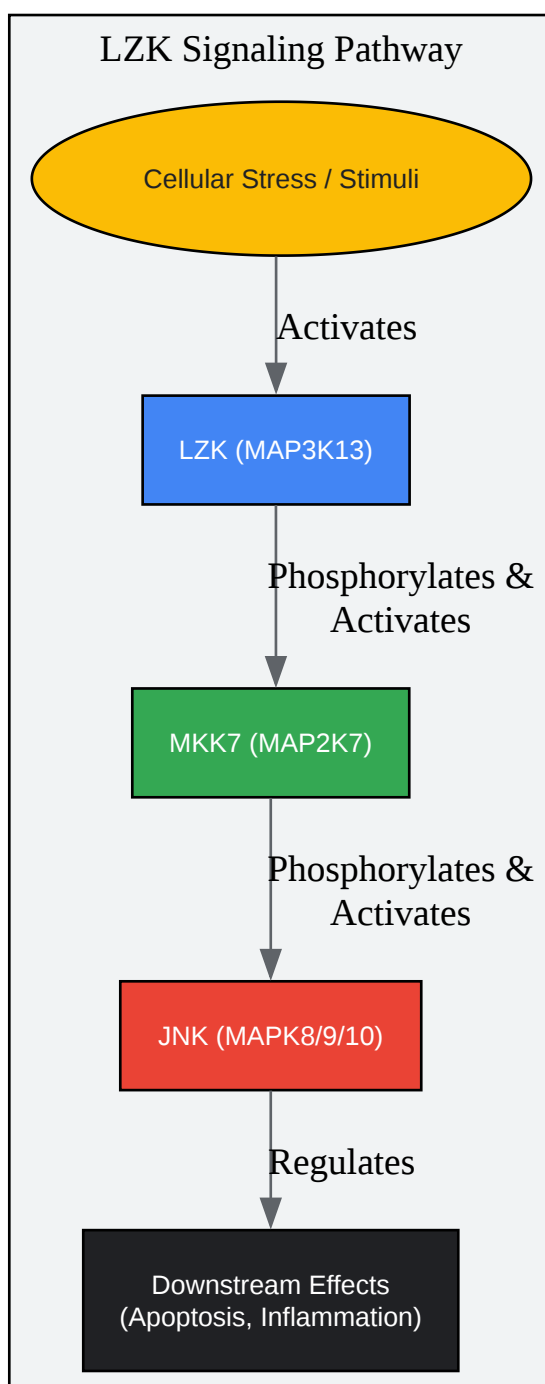 LZK Signaling Pathway
Cellular Stress / Stimuli
Activates
LZK (MAP3K13)
Phosphorylates &
Activates
MKK7 (MAP2K7)
Phosphorylates &
Activates
JNK (MAPK8/9/10)
Regulates
Downstream Effects
(Apoptosis, Inflammation)